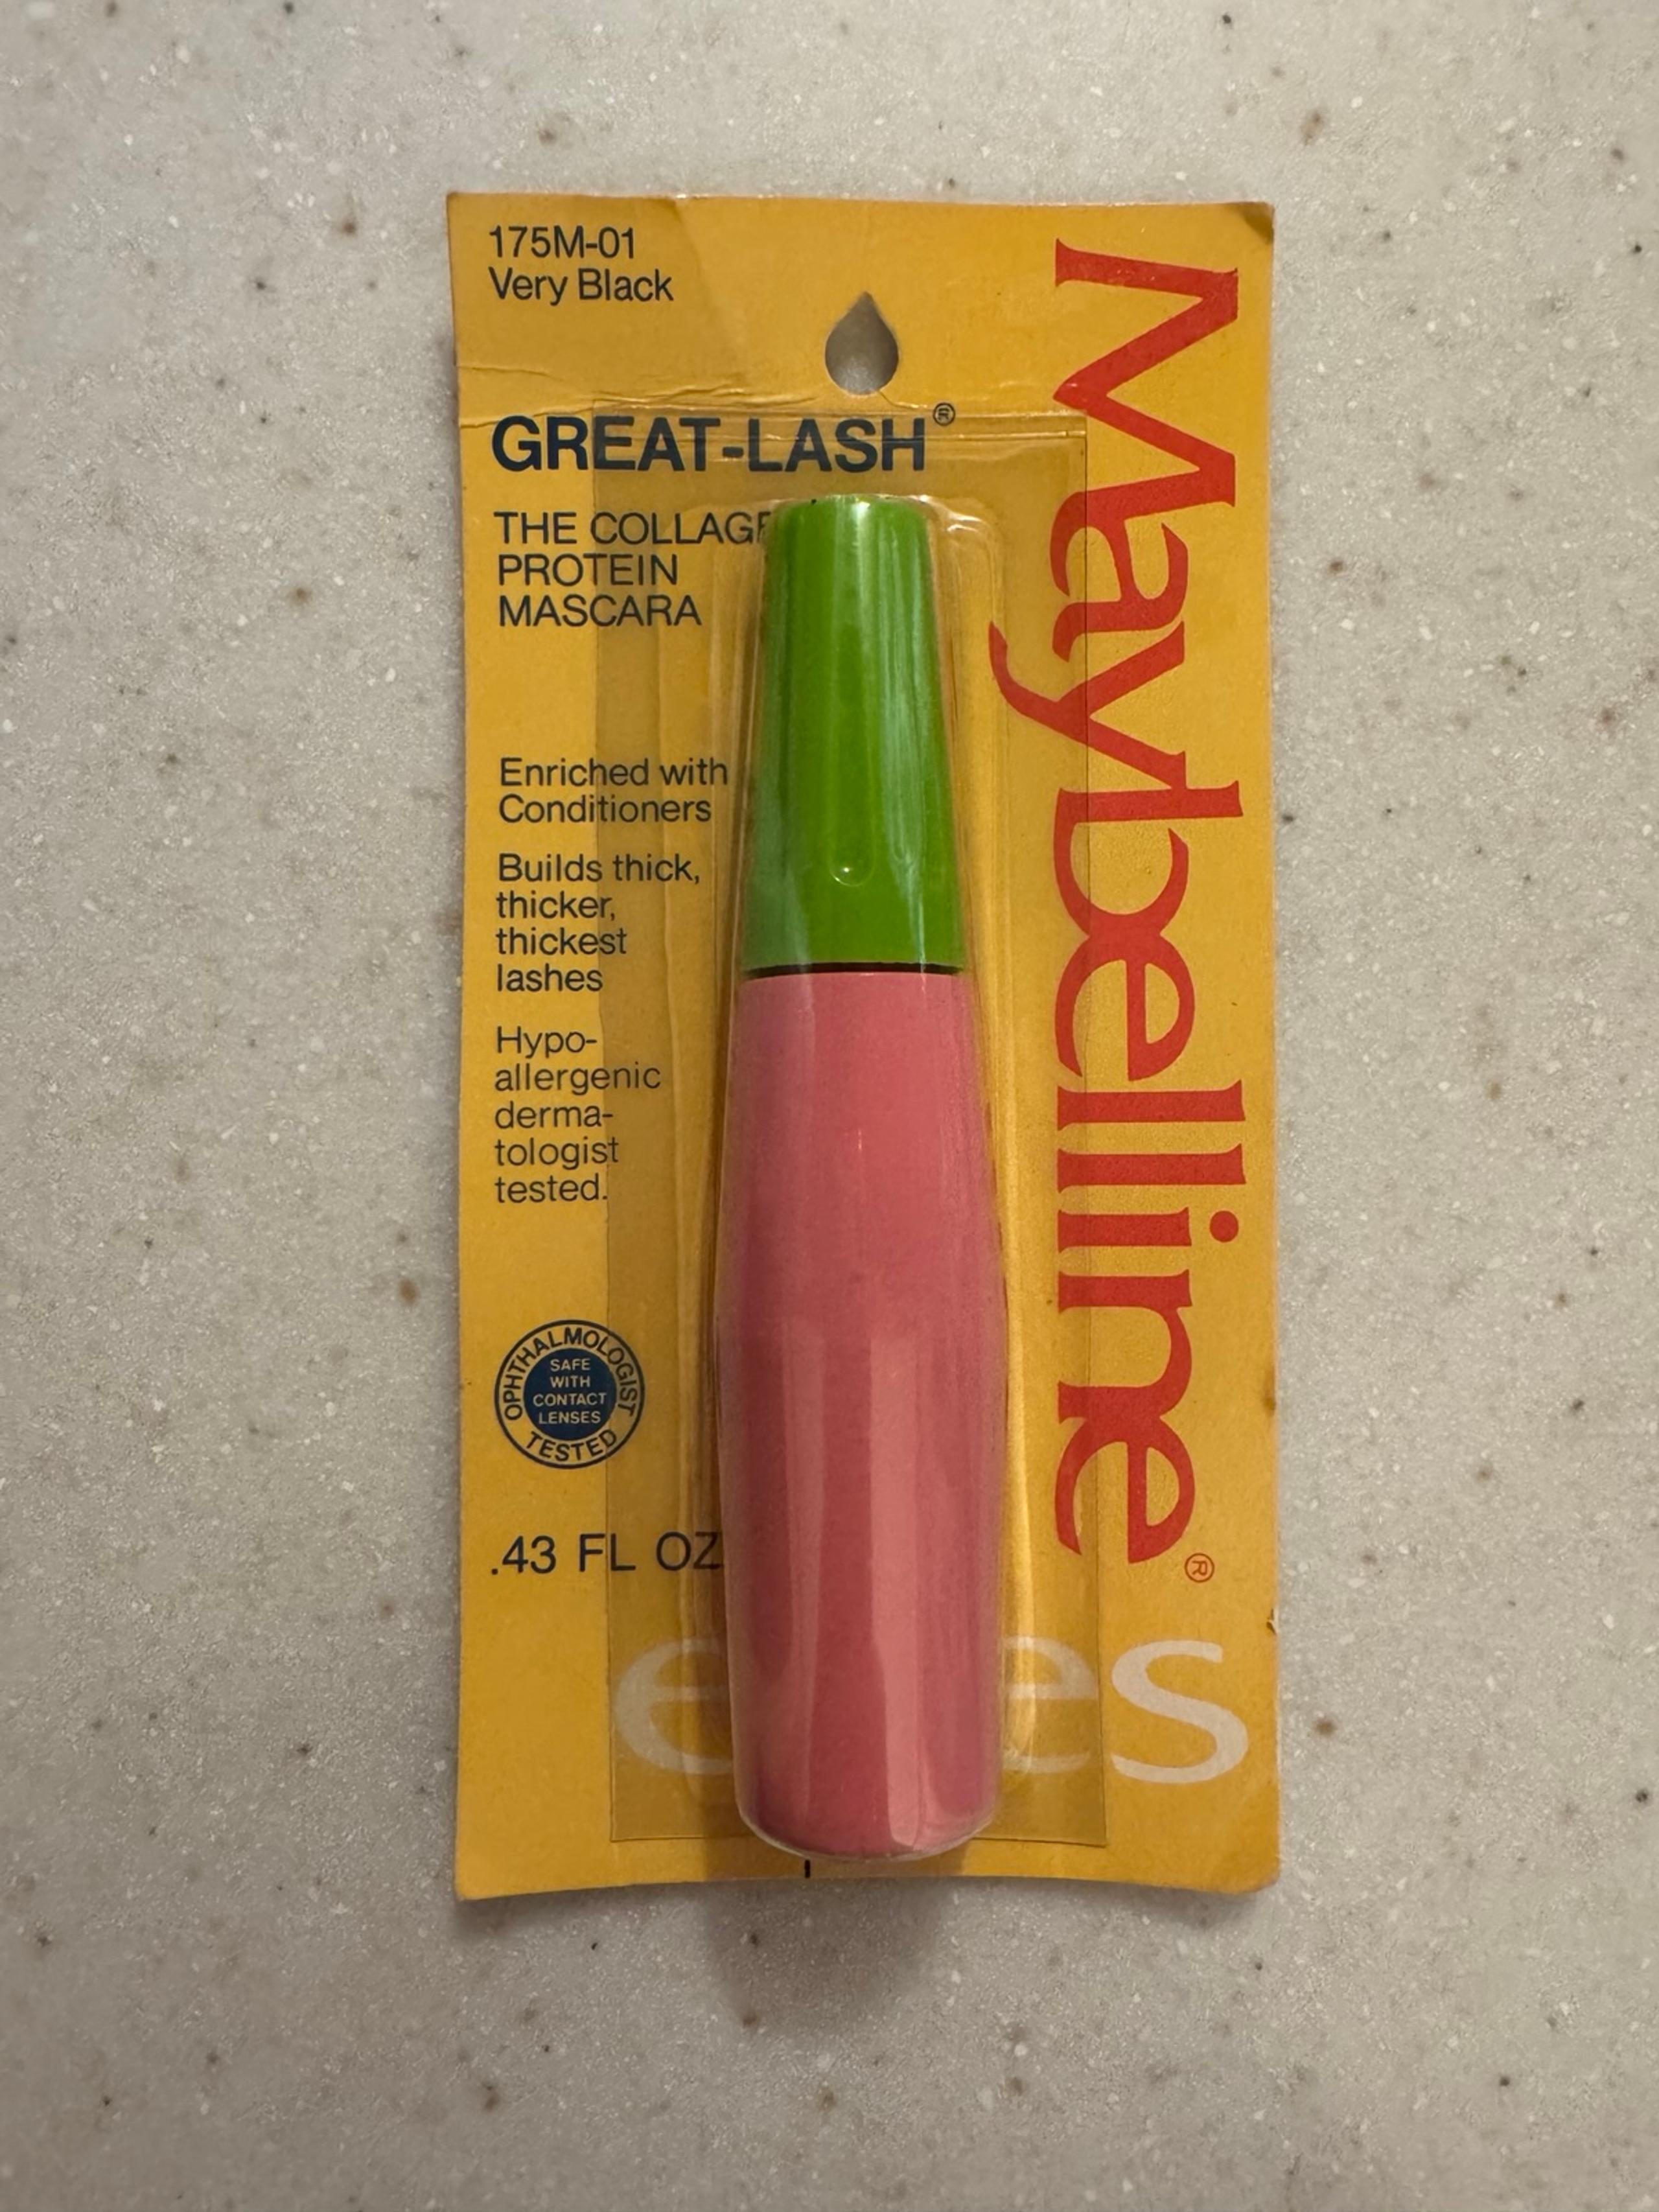 175M-01
Very Black
GREAT-LASH®
THE
PROTEIN
MASCARA
Enriched with
Conditioners
Builds thick,
thicker,
thickest
lashes
Hypo-
allergenic
derma-
tologist
tested.
OPHTHALMOLOGIST
SAFE
WITH
CONTACT
LENSES
TESTED
.43 FL OZ
Maybelline®